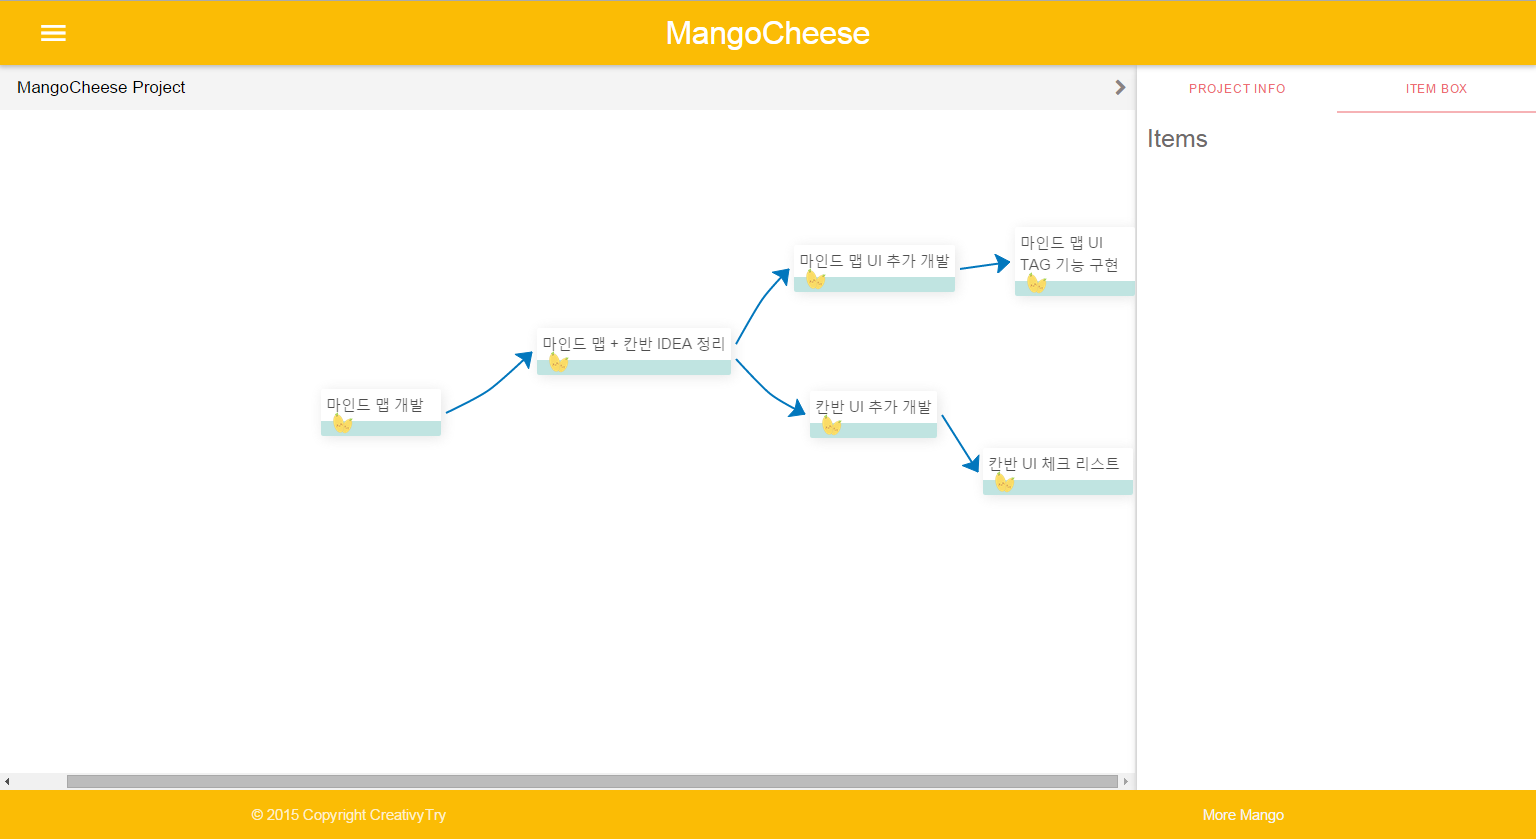 MangoCheese
MangoCheese Project
PROJECT INFO
ITEM BOX
Items
마인드 맵 UI
TAG 기능 구현
마인드 맵 UI 추가 개발
마인드 맵 + 칸반 IDEA 정리
마인드 맵 개발
칸반 UI 추가 개발
칸반 UI 체크 리스트
© 2015 Copyright CreativyTry
More Mango